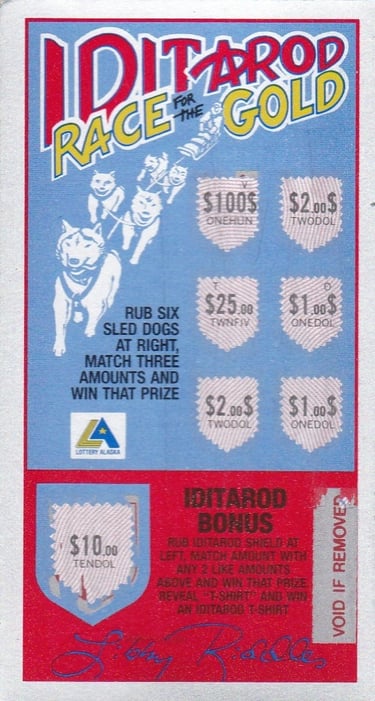 IDITAROD
RACE FOR THE GOLD
V
$100$
ONEHUN
$2.00$
TWODOL
T
$25.00
TWNFIV
O
$1.00$
ONEDOL
$2.00$
TWODOL
$1.00$
ONEDOL
RUB SIX
SLED DOGS
AT RIGHT,
MATCH THREE
AMOUNTS AND
WIN THAT PRIZE
LA
LOTTERY ALASKA
$10.00
TENDOL
IDITAROD
BONUS
RUB IDITAROD SHIELD AT
LEFT, MATCH AMOUNT WITH
ANY 2 LIKE AMOUNTS
ABOVE AND WIN THAT PRIZE.
REVEAL "T-SHIRT" AND WIN
AN IDITAROD T-SHIRT
VOID IF REMOVED
Libby Riddles